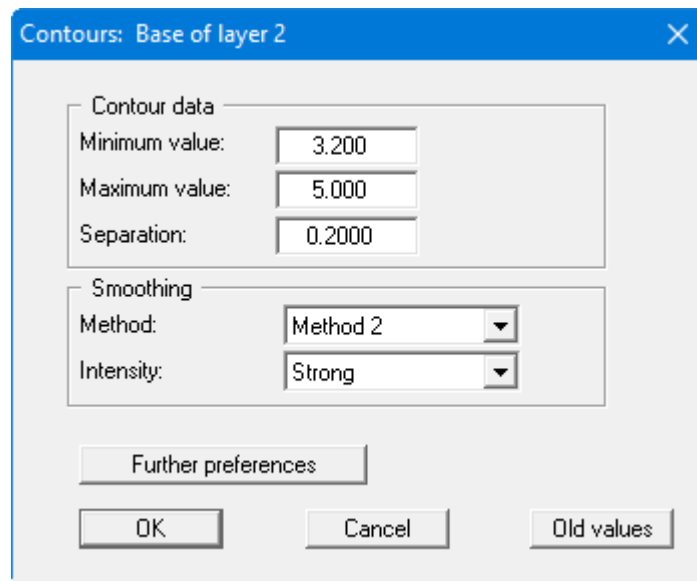 Contours: Base of layer 2
Contour data
Minimum value: 3.200
Maximum value: 5.000
Separation: 0.2000
Smoothing
Method: Method 2
Intensity: Strong
Further preferences
OK Cancel Old values